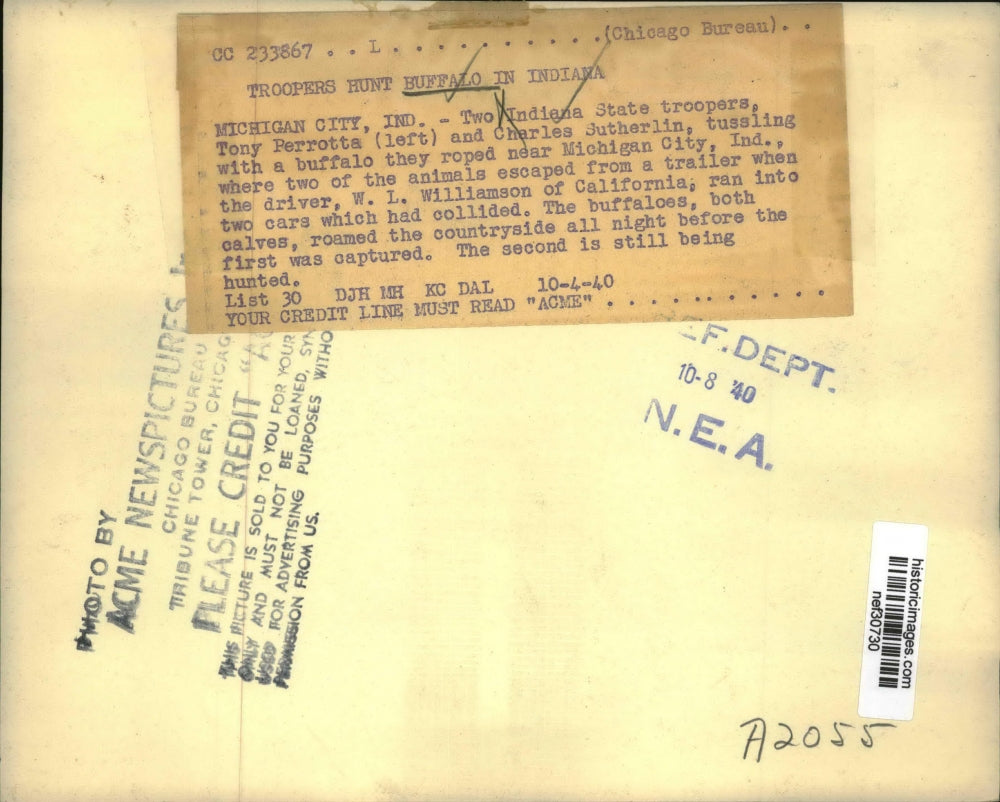 CC 233867 . . L . . . . . . . . . . .(Chicago Bureau). .
TROOPERS HUNT BUFFALO IN INDIANA
MICHIGAN CITY, IND. - Two Indiana State troopers,
Tony Perrotta (left) and Charles Sutherlin, tussling
with a buffalo they roped near Michigan City, Ind.,
where two of the animals escaped from a trailer when
the driver, W. L. Williamson of California, ran into
two cars which had collided. The buffaloes, both
calves, roamed the countryside all night before the
first was captured. The second is still being
hunted.
List 30 DJH MH KC DAL 10-4-40
YOUR CREDIT LINE MUST READ "ACME" . . . . . . . . . . .
EF.DEPT.
10-8 '40
N.E.A.
PHOTO BY
ACME NEWSPICTURES
CHICAGO BUREAU
TRIBUNE TOWER, CHICAG
PLEASE CREDIT "AC
THIS PICTURE IS SOLD TO YOU FOR YOUR
ONLY AND MUST NOT BE LOANED, SYN
USED FOR ADVERTISING PURPOSES WITHO
PERMISSION FROM US.
historicimages.com
nef30730
A2055